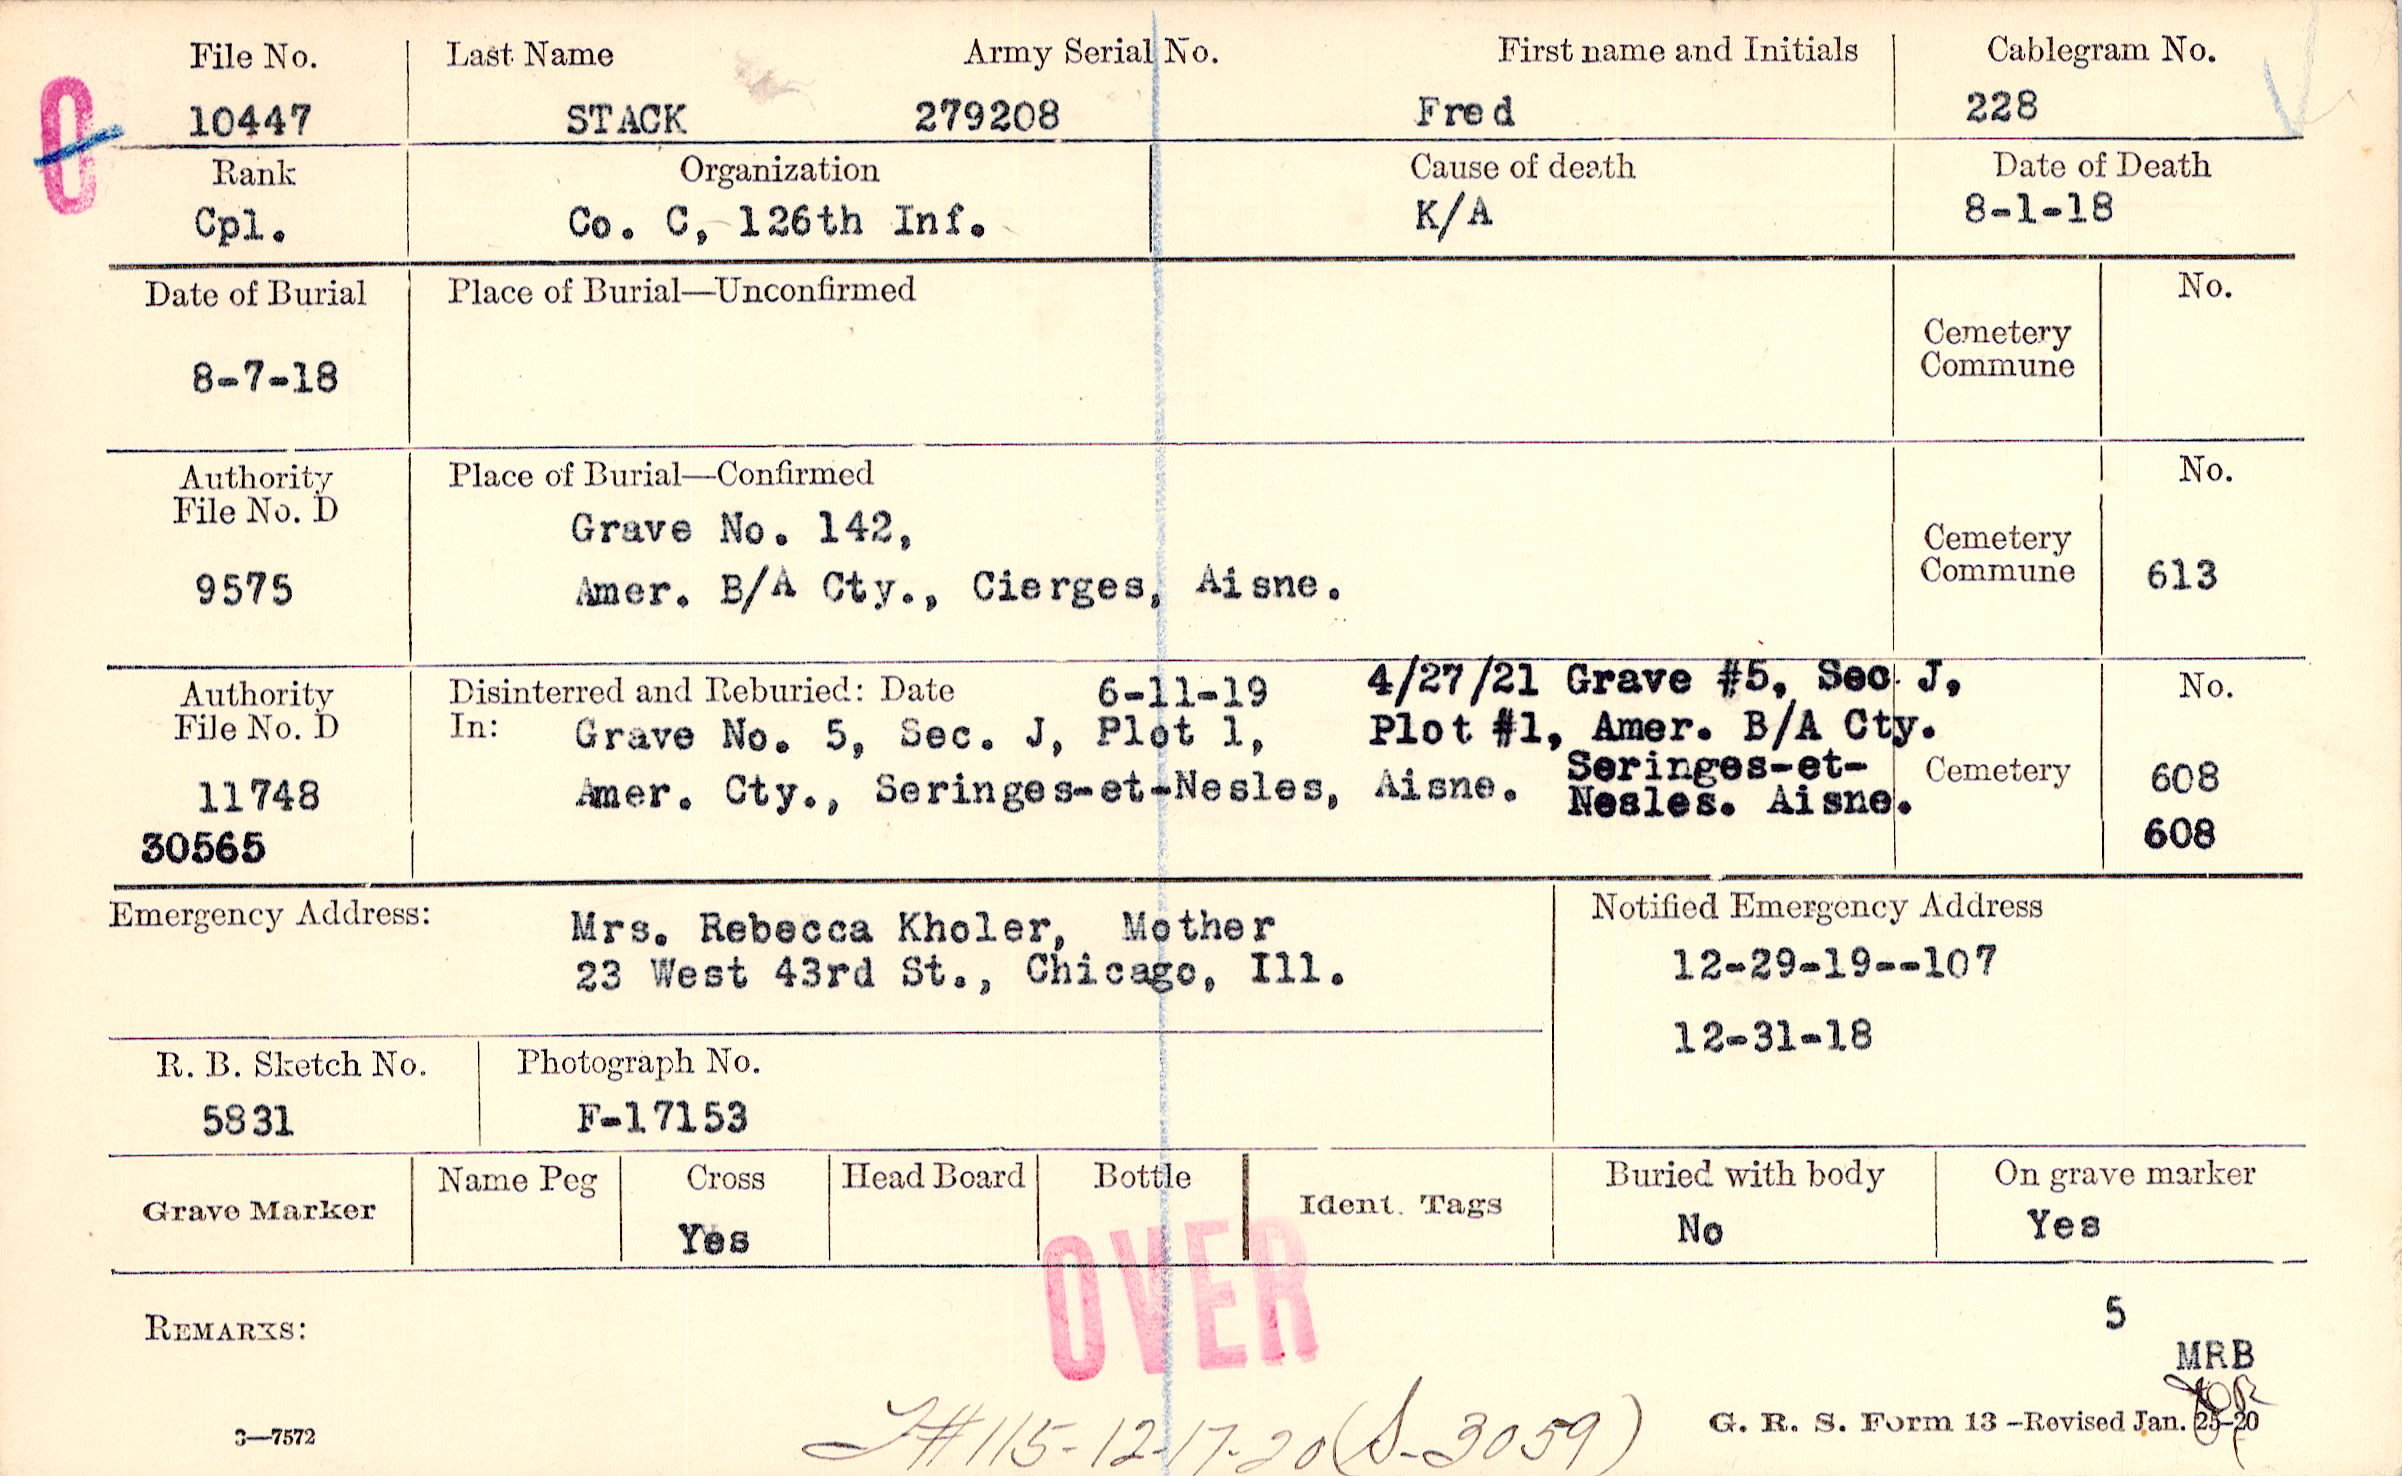 File No. Last Name Army Serial No. First name and Initials Cablegram No.
O 10447 STACK 279208 Fred 228
Rank Organization Cause of death Date of Death
Cpl. Co. C, 126th Inf. K/A 8-1-18
Date of Burial Place of Burial—Unconfirmed No.
Cemetery
Commune
8-7-18
Authority Place of Burial—Confirmed No.
File No. D
Grave No. 142,
Cemetery
9575 Amer. B/A Cty., Cierges, Aisne. Commune 613
Authority Disinterred and Reburied: Date 6-11-19 4/27/21 Grave #5, Sec. J, No.
File No. D In: Grave No. 5, Sec. J, Plot 1, Plot #1, Amer. B/A Cty.
11748 Amer. Cty., Seringes-et-Nesles, Aisne. Seringes-et- Cemetery 608
Nesles. Aisne.
30565 608
Emergency Address: Mrs. Rebecca Kholer, Mother Notified Emergency Address
23 West 43rd St., Chicago, Ill. 12-29-19--107
12-31-18
R. B. Sketch No. Photograph No.
5831 F-17153
Grave Marker Name Peg Cross Head Board Bottle Ident. Tags Buried with body On grave marker
Yes No Yes
OVER
REMARKS: 5
MRB
#115-12-17-20 (S-3059) G. R. S. Form 13 -Revised Jan. 25-20
3—7572